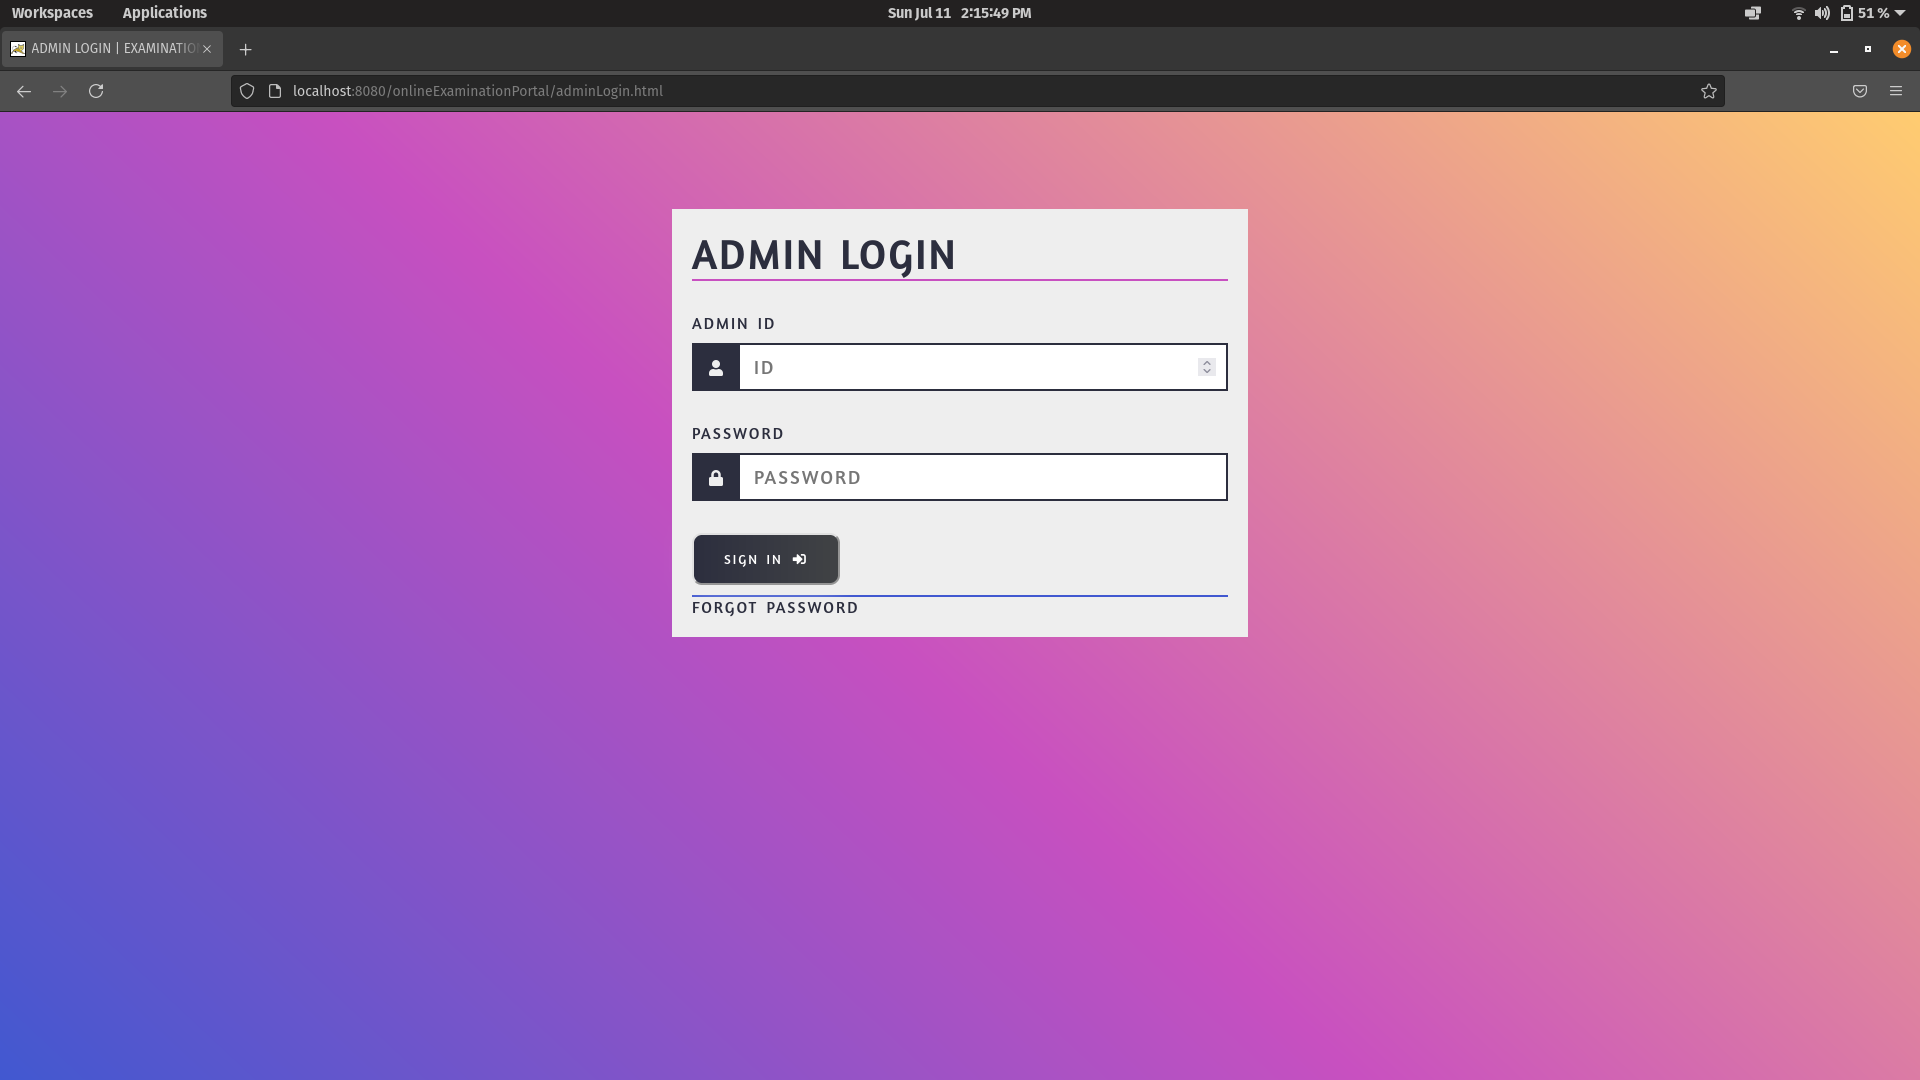 Workspaces Applications Sun Jul 11 2:15:49 PM 51 %
ADMIN LOGIN | EXAMINATIO
localhost:8080/onlineExaminationPortal/adminLogin.html
ADMIN LOGIN
ADMIN ID
ID
PASSWORD
PASSWORD
SIGN IN
FORGOT PASSWORD